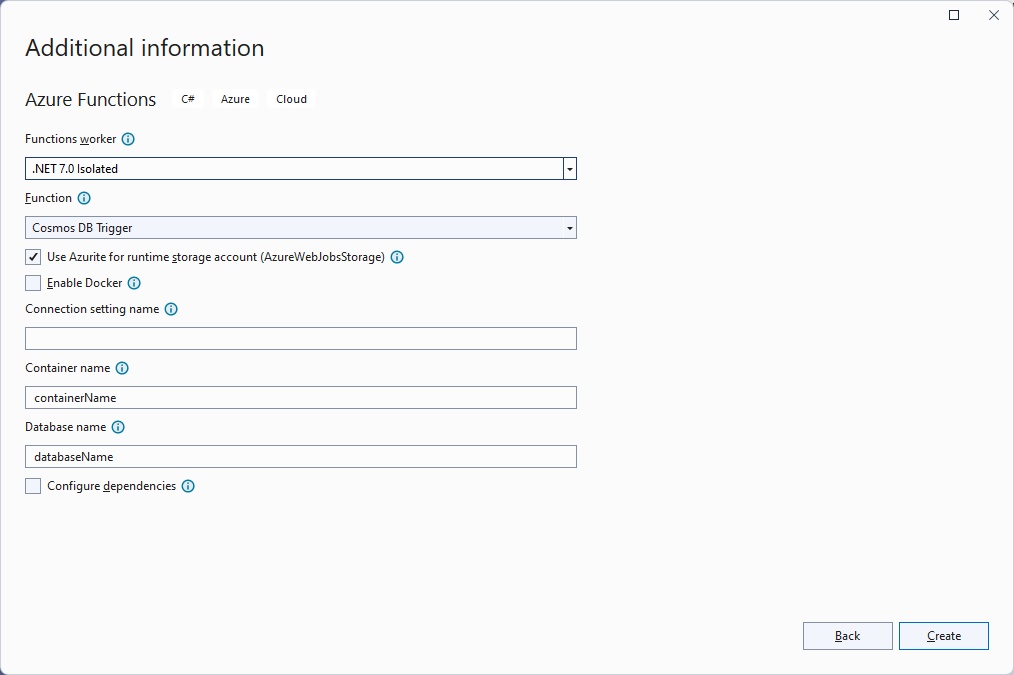 Additional information
Azure Functions C# Azure Cloud
Functions worker
.NET 7.0 Isolated
Function
Cosmos DB Trigger
Use Azurite for runtime storage account (AzureWebJobsStorage)
Enable Docker
Connection setting name
Container name
containerName
Database name
databaseName
Configure dependencies
Back Create